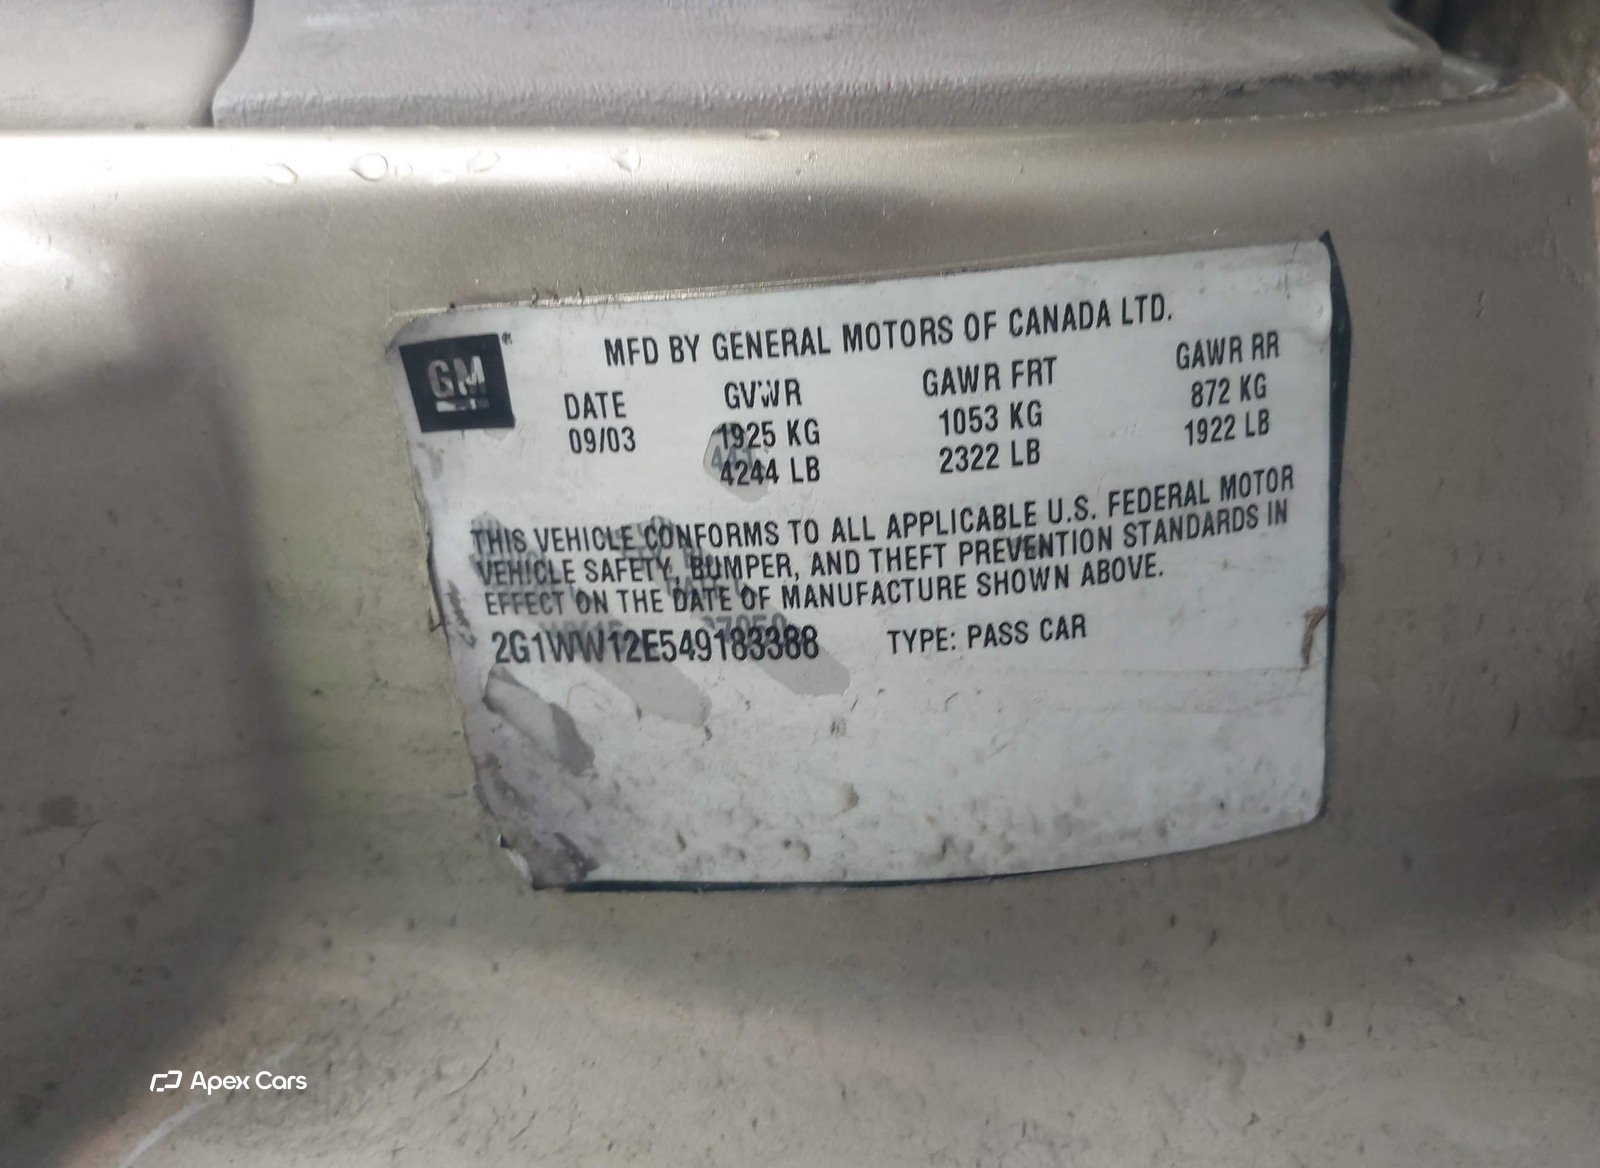 GM®
MFD BY GENERAL MOTORS OF CANADA LTD.
DATE GVWR GAWR FRT GAWR RR
09/03 1925 KG 1053 KG 872 KG
4244 LB 2322 LB 1922 LB
THIS VEHICLE CONFORMS TO ALL APPLICABLE U.S. FEDERAL MOTOR
VEHICLE SAFETY, BUMPER, AND THEFT PREVENTION STANDARDS IN
EFFECT ON THE DATE OF MANUFACTURE SHOWN ABOVE.
2G1WW12E549183388 TYPE: PASS CAR
Apex Cars